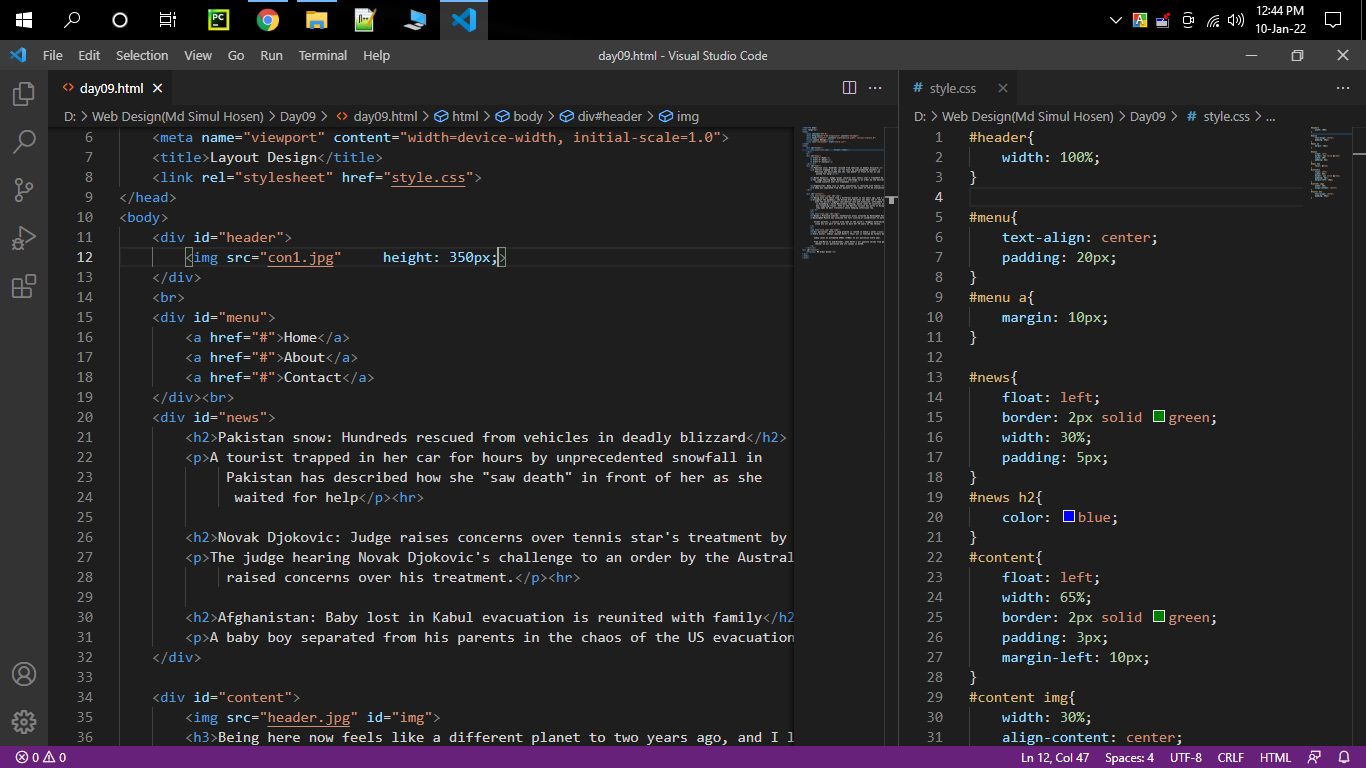 PC
12:44 PM
10-Jan-22
File Edit Selection View Go Run Terminal Help
day09.html - Visual Studio Code
day09.html
D: > Web Design(Md Simul Hosen) > Day09 > day09.html > html > body > div#header > img
6 <meta name="viewport" content="width=device-width, initial-scale=1.0">
7 <title>Layout Design</title>
8 <link rel="stylesheet" href="style.css">
9 </head>
10 <body>
11 <div id="header">
12 <img src="con1.jpg" height: 350px;>
13 </div>
14 <br>
15 <div id="menu">
16 <a href="#">Home</a>
17 <a href="#">About</a>
18 <a href="#">Contact</a>
19 </div><br>
20 <div id="news">
21 <h2>Pakistan snow: Hundreds rescued from vehicles in deadly blizzard</h2>
22 <p>A tourist trapped in her car for hours by unprecedented snowfall in
23 Pakistan has described how she "saw death" in front of her as she
24 waited for help</p><hr>
25
26 <h2>Novak Djokovic: Judge raises concerns over tennis star's treatment by
27 <p>The judge hearing Novak Djokovic's challenge to an order by the Austral
28 raised concerns over his treatment.</p><hr>
29
30 <h2>Afghanistan: Baby lost in Kabul evacuation is reunited with family</h2
31 <p>A baby boy separated from his parents in the chaos of the US evacuation
32 </div>
33
34 <div id="content">
35 <img src="header.jpg" id="img">
36 <h3>Being here now feels like a different planet to two years ago, and I l
style.css
D: > Web Design(Md Simul Hosen) > Day09 > # style.css > ...
1 #header{
2 width: 100%;
3 }
4
5 #menu{
6 text-align: center;
7 padding: 20px;
8 }
9 #menu a{
10 margin: 10px;
11 }
12
13 #news{
14 float: left;
15 border: 2px solid green;
16 width: 30%;
17 padding: 5px;
18 }
19 #news h2{
20 color: blue;
21 }
22 #content{
23 float: left;
24 width: 65%;
25 border: 2px solid green;
26 padding: 3px;
27 margin-left: 10px;
28 }
29 #content img{
30 width: 30%;
31 align-content: center;
0 0
Ln 12, Col 47 Spaces: 4 UTF-8 CRLF HTML